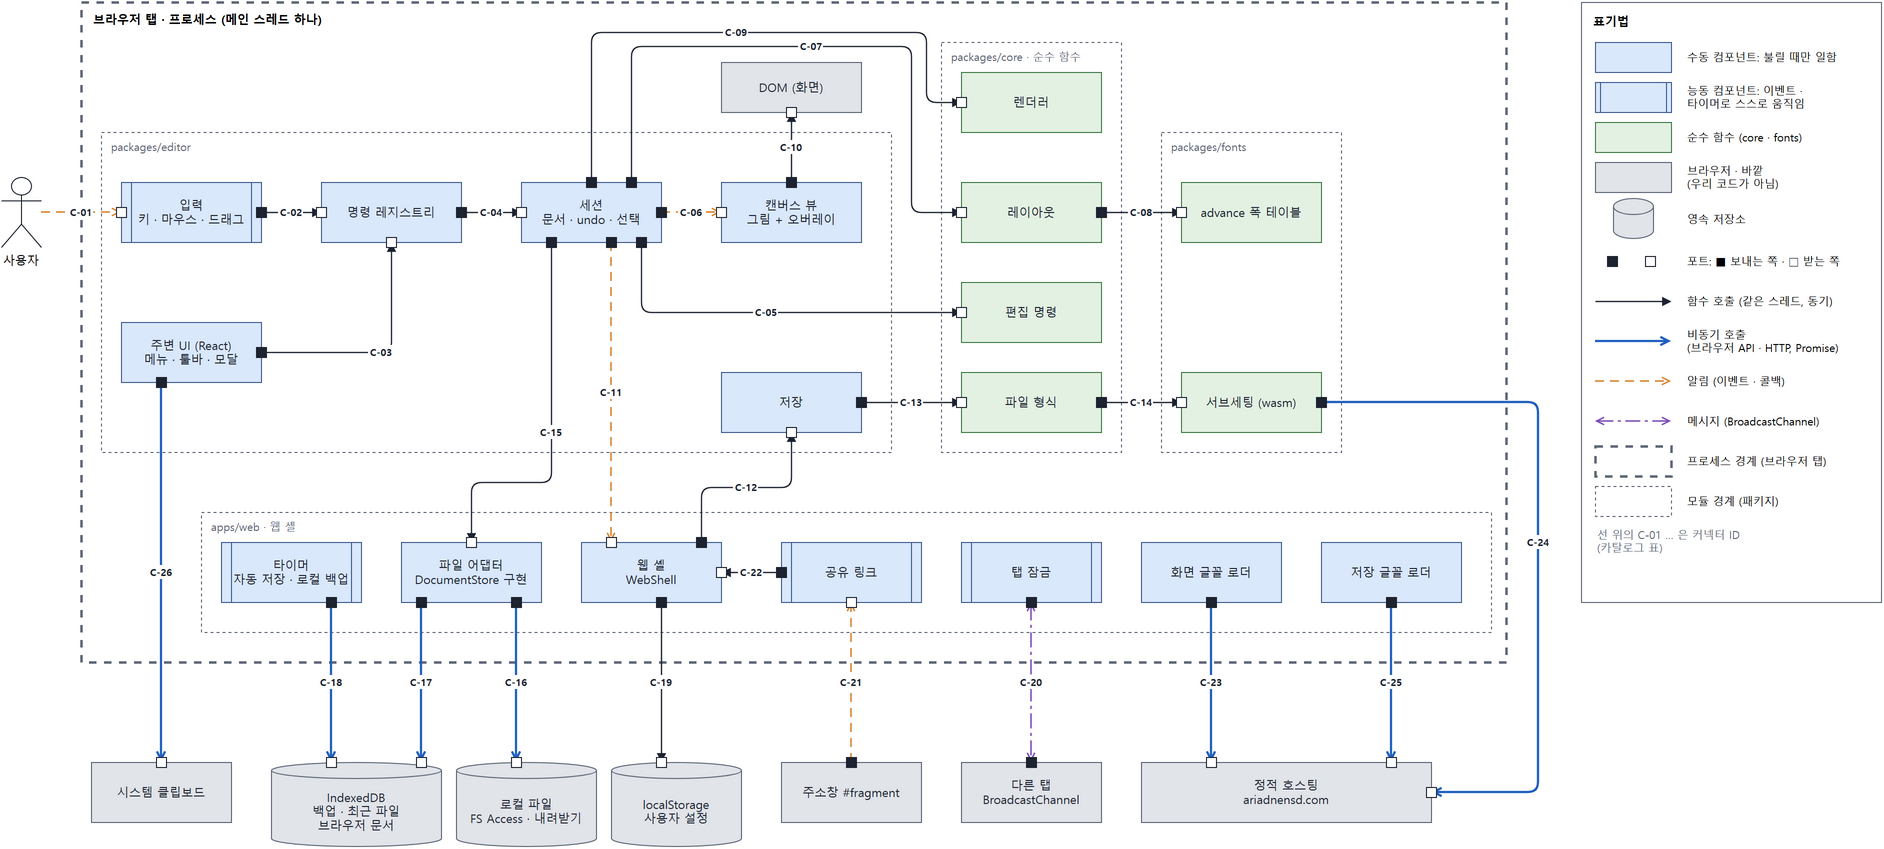 브라우저 탭 · 프로세스 (메인 스레드 하나)
C-09
C-07
packages/core · 순수 함수
DOM (화면)
렌더러
packages/editor
C-10
packages/fonts
사용자
C-01
입력
키 · 마우스 · 드래그
C-02
명령 레지스트리
C-04
세션
문서 · undo · 선택
C-06
캔버스 뷰
그림 + 오버레이
레이아웃
C-08
advance 폭 테이블
C-05
편집 명령
주변 UI (React)
메뉴 · 툴바 · 모달
C-03
C-11
C-15
저장
C-13
파일 형식
C-14
서브세팅 (wasm)
C-12
apps/web · 웹 셸
C-26
타이머
자동 저장 · 로컬 백업
파일 어댑터
DocumentStore 구현
웹 셸
WebShell
C-22
공유 링크
탭 잠금
화면 글꼴 로더
저장 글꼴 로더
C-24
C-18
C-17
C-16
C-19
C-21
C-20
C-23
C-25
시스템 클립보드
IndexedDB
백업 · 최근 파일
브라우저 문서
로컬 파일
FS Access · 내려받기
localStorage
사용자 설정
주소창 #fragment
다른 탭
BroadcastChannel
정적 호스팅
ariadnensd.com
표기법
수동 컴포넌트: 불릴 때만 일함
능동 컴포넌트: 이벤트 ·
타이머로 스스로 움직임
순수 함수 (core · fonts)
브라우저 · 바깥
(우리 코드가 아님)
영속 저장소
포트: ■ 보내는 쪽 · □ 받는 쪽
함수 호출 (같은 스레드, 동기)
비동기 호출
(브라우저 API · HTTP, Promise)
알림 (이벤트 · 콜백)
메시지 (BroadcastChannel)
프로세스 경계 (브라우저 탭)
모듈 경계 (패키지)
선 위의 C-01 ... 은 커넥터 ID
(카탈로그 표)